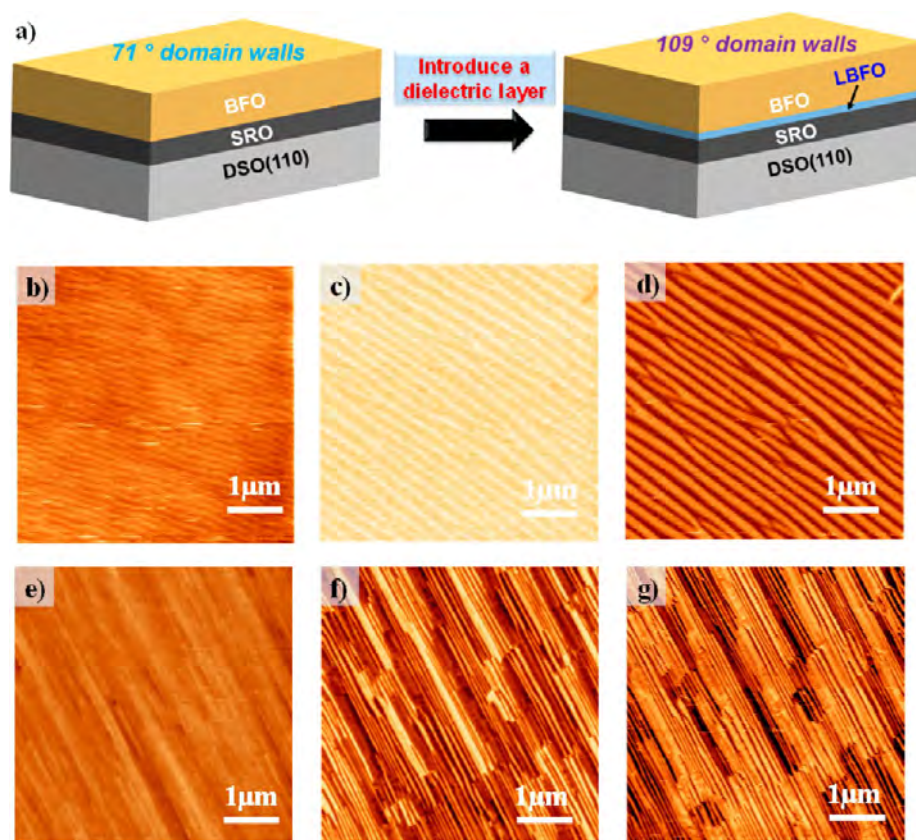 a)
71 ° domain walls
BFO
SRO
DSO(110)
Introduce a
dielectric layer
109 ° domain walls
LBFO
BFO
SRO
DSO(110)
b)
1μm
c)
1μm
d)
1μm
e)
1μm
f)
1μm
g)
1μm